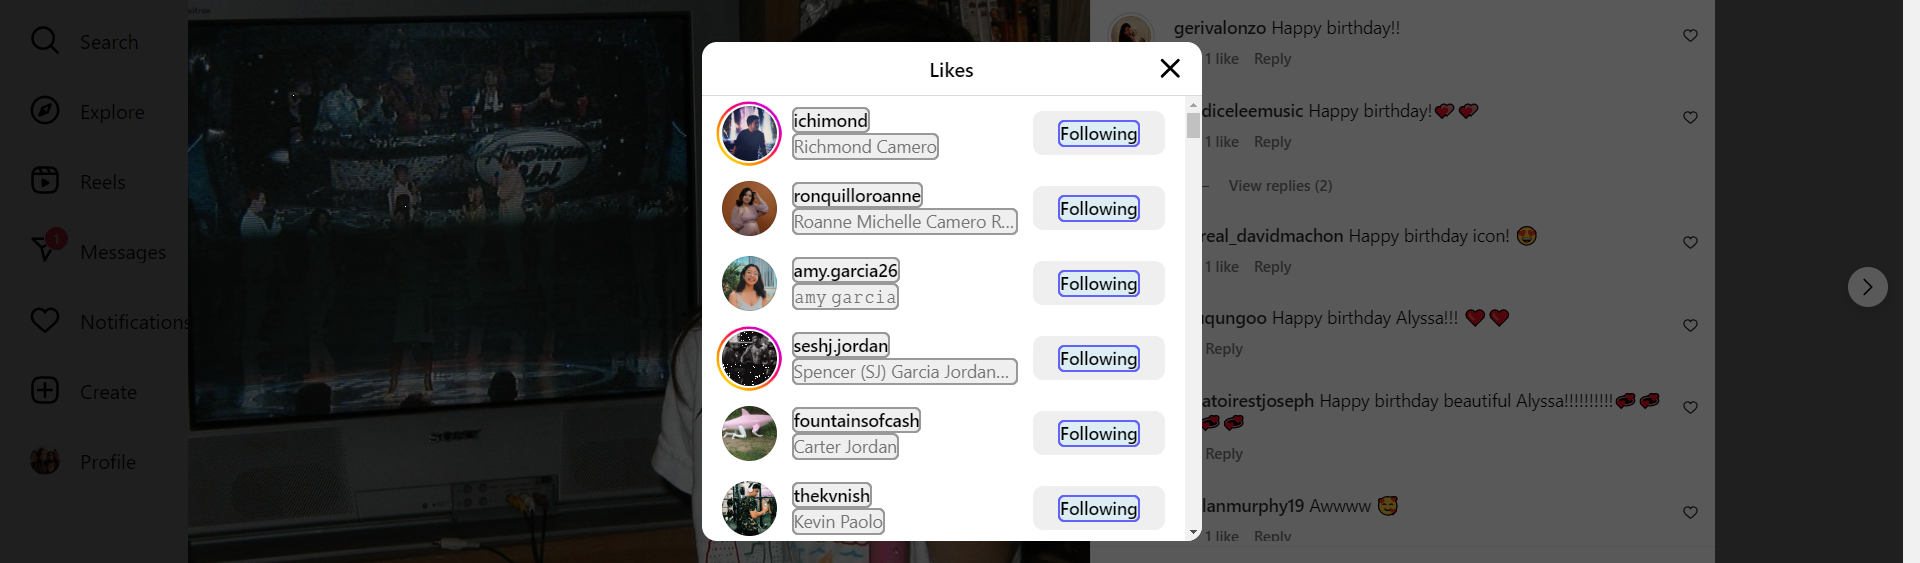 Search
Explore
Reels
1
Messages
Notifications
Create
Profile
American
Idol
Likes
ichimond
Richmond Camero
Following
ronquilloroanne
Roanne Michelle Camero R...
Following
amy.garcia26
amy garcia
Following
seshj.jordan
Spencer (SJ) Garcia Jordan...
Following
fountainsofcash
Carter Jordan
Following
thekvnish
Kevin Paolo
Following
gerivalonzo Happy birthday!!
1 like Reply
diceleemusic Happy birthday!💕💕
1 like Reply
View replies (2)
real_davidmachon Happy birthday icon! 😍
1 like Reply
qungoo Happy birthday Alyssa!!! ❤️ ❤️
Reply
atoirestjoseph Happy birthday beautiful Alyssa!!!!!!!!!!💞💞
💞💞
Reply
lanmurphy19 Awwww 🥰
1 like Reply